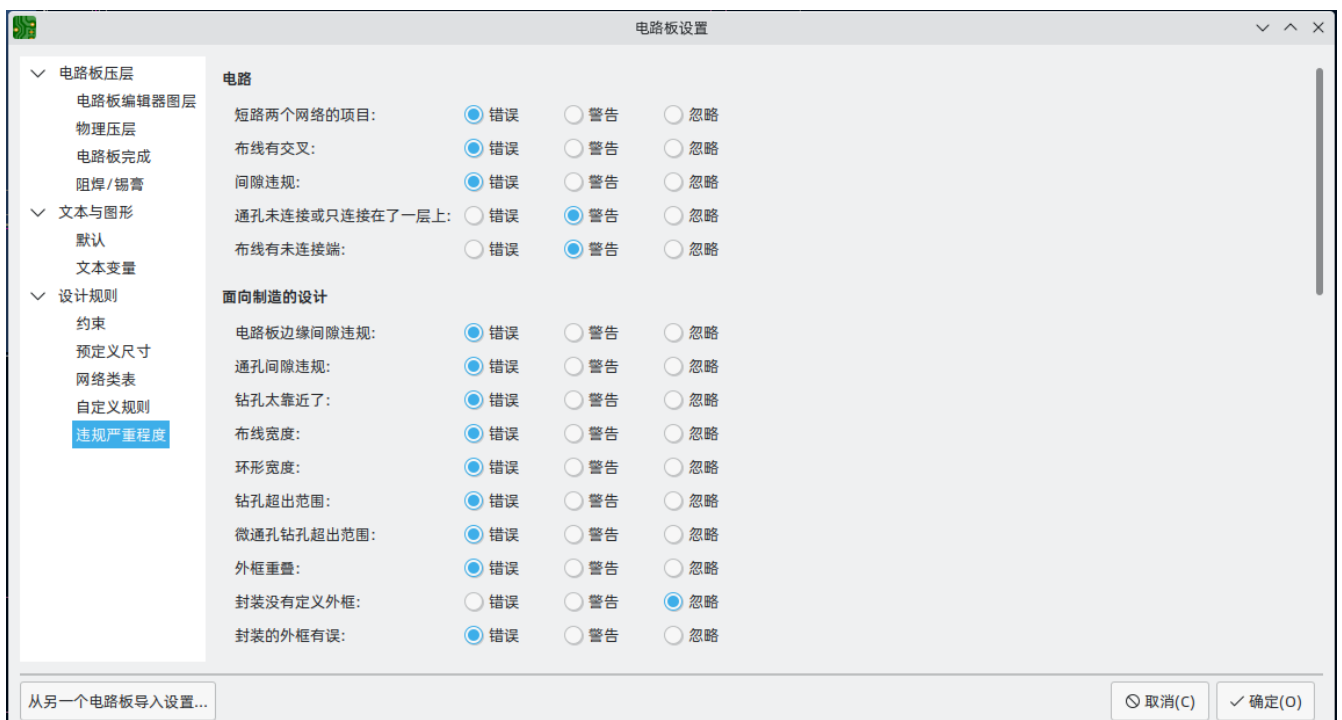 电路板设置
电路板压层
电路板编辑器图层
物理压层
电路板完成
阻焊/锡膏
文本与图形
默认
文本变量
设计规则
约束
预定义尺寸
网络类表
自定义规则
违规严重程度
电路
短路两个网络的项目: 错误 警告 忽略
布线有交叉: 错误 警告 忽略
间隙违规: 错误 警告 忽略
通孔未连接或只连接在了一层上: 错误 警告 忽略
布线有未连接端: 错误 警告 忽略
面向制造的设计
电路板边缘间隙违规: 错误 警告 忽略
通孔间隙违规: 错误 警告 忽略
钻孔太靠近了: 错误 警告 忽略
布线宽度: 错误 警告 忽略
环形宽度: 错误 警告 忽略
钻孔超出范围: 错误 警告 忽略
微通孔钻孔超出范围: 错误 警告 忽略
外框重叠: 错误 警告 忽略
封装没有定义外框: 错误 警告 忽略
封装的外框有误: 错误 警告 忽略
从另一个电路板导入设置... 取消(C) 确定(O)